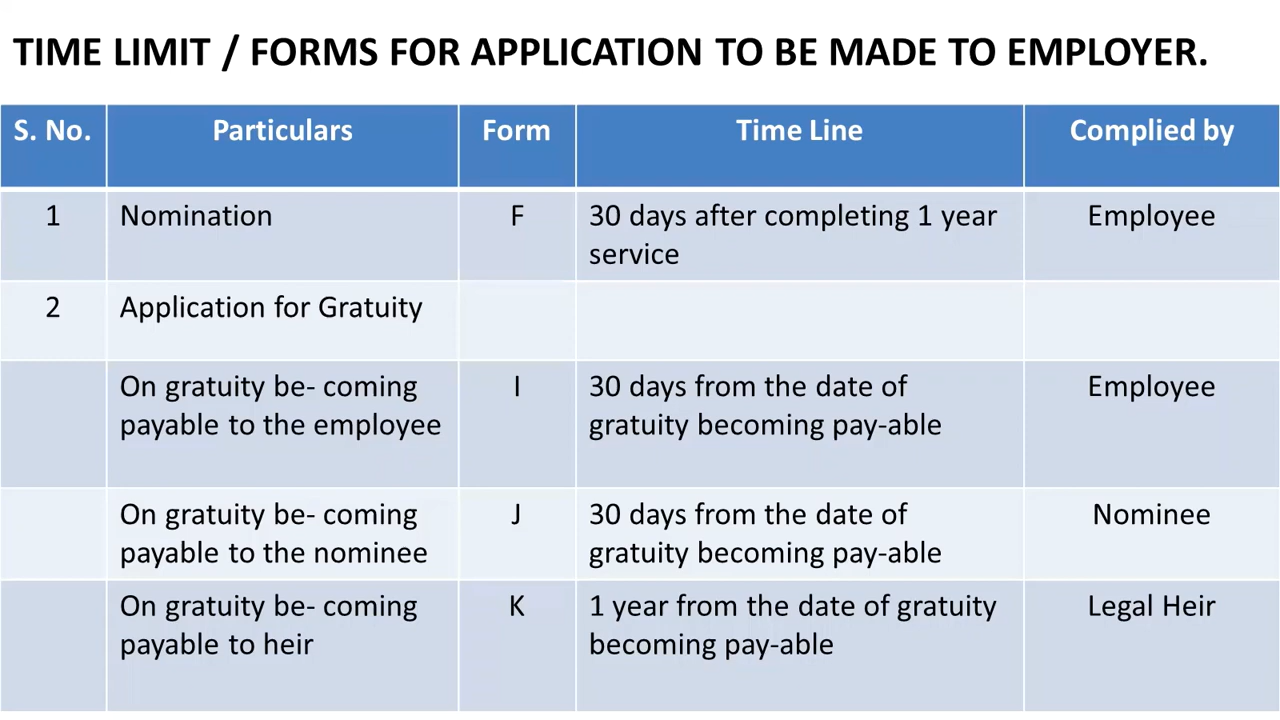 TIME LIMIT / FORMS FOR APPLICATION TO BE MADE TO EMPLOYER.
S. No. Particulars Form Time Line Complied by
1 Nomination F 30 days after completing 1 year Employee
service
2 Application for Gratuity
On gratuity be- coming I 30 days from the date of Employee
payable to the employee gratuity becoming pay-able
On gratuity be- coming J 30 days from the date of Nominee
payable to the nominee gratuity becoming pay-able
On gratuity be- coming K 1 year from the date of gratuity Legal Heir
payable to heir becoming pay-able